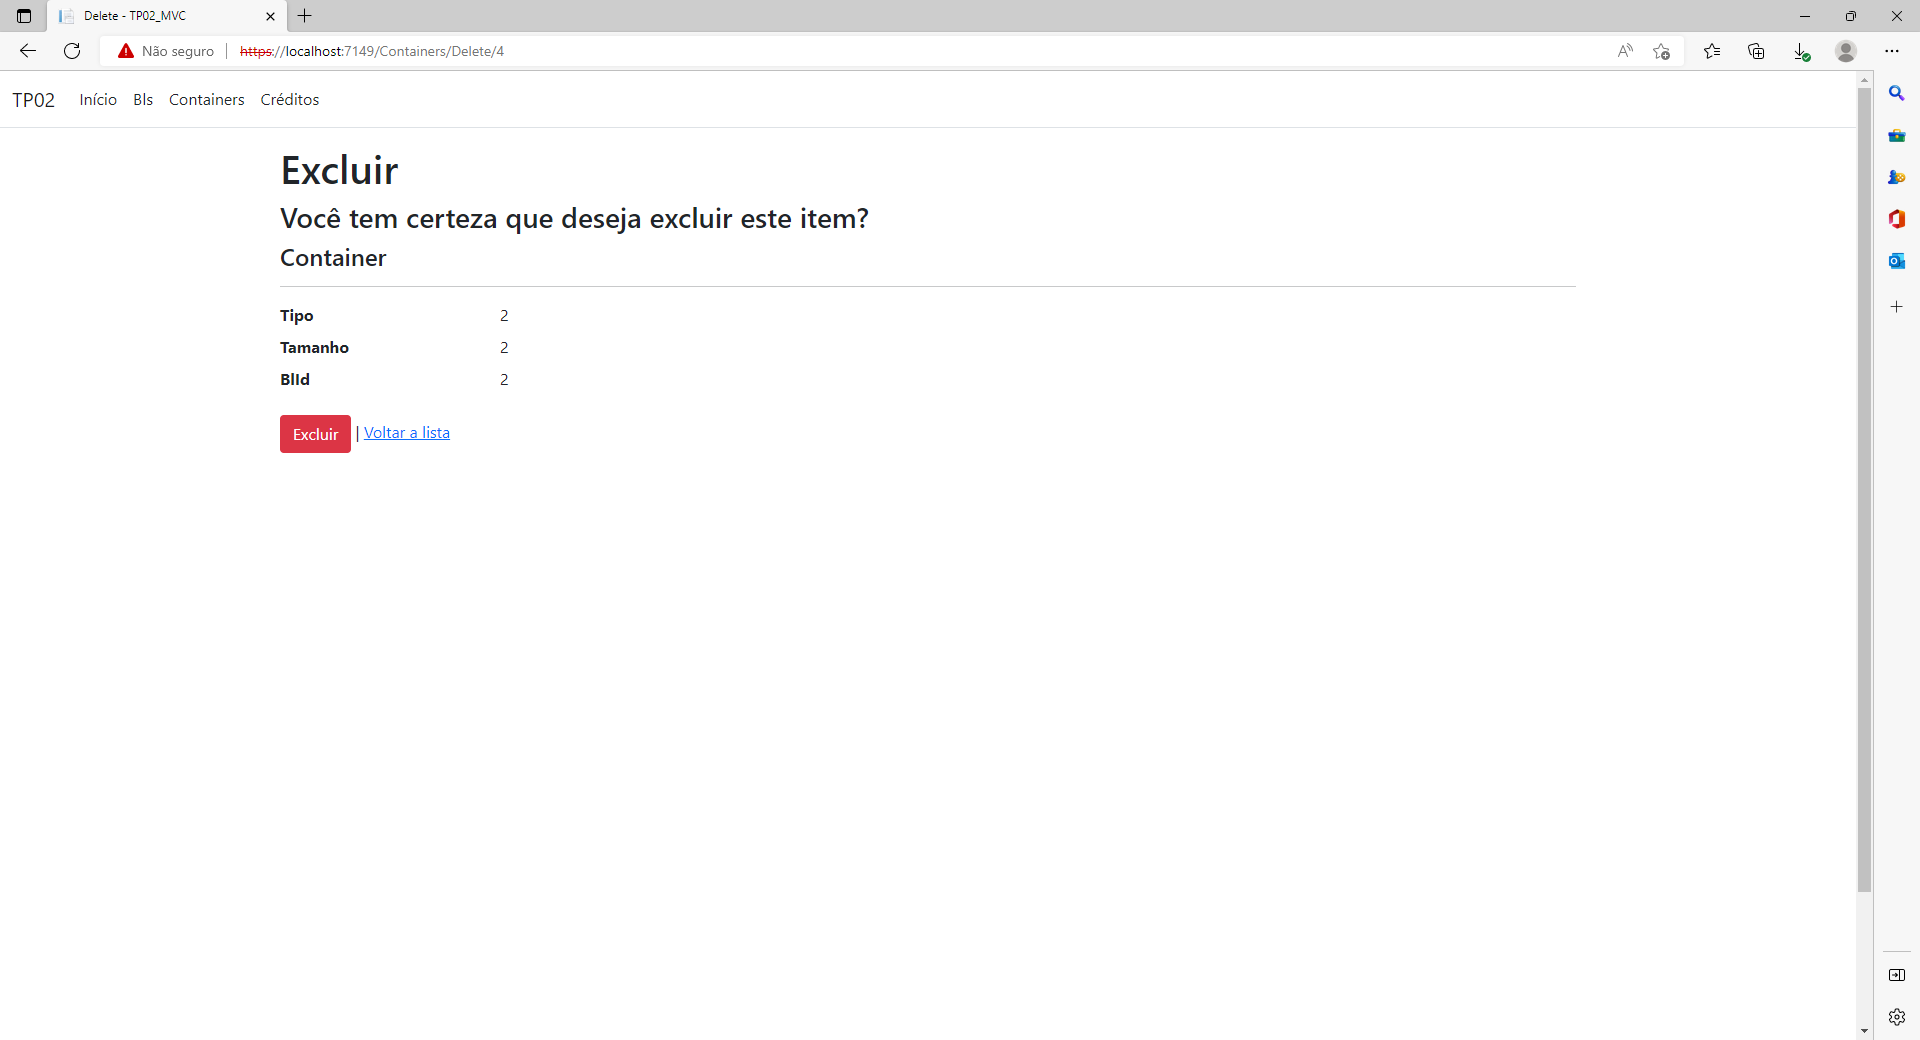 Delete - TP02_MVC
Não seguro | https://localhost:7149/Containers/Delete/4
TP02 Início Bls Containers Créditos
Excluir
Você tem certeza que deseja excluir este item?
Container
Tipo 2
Tamanho 2
BlId 2
Excluir | Voltar a lista